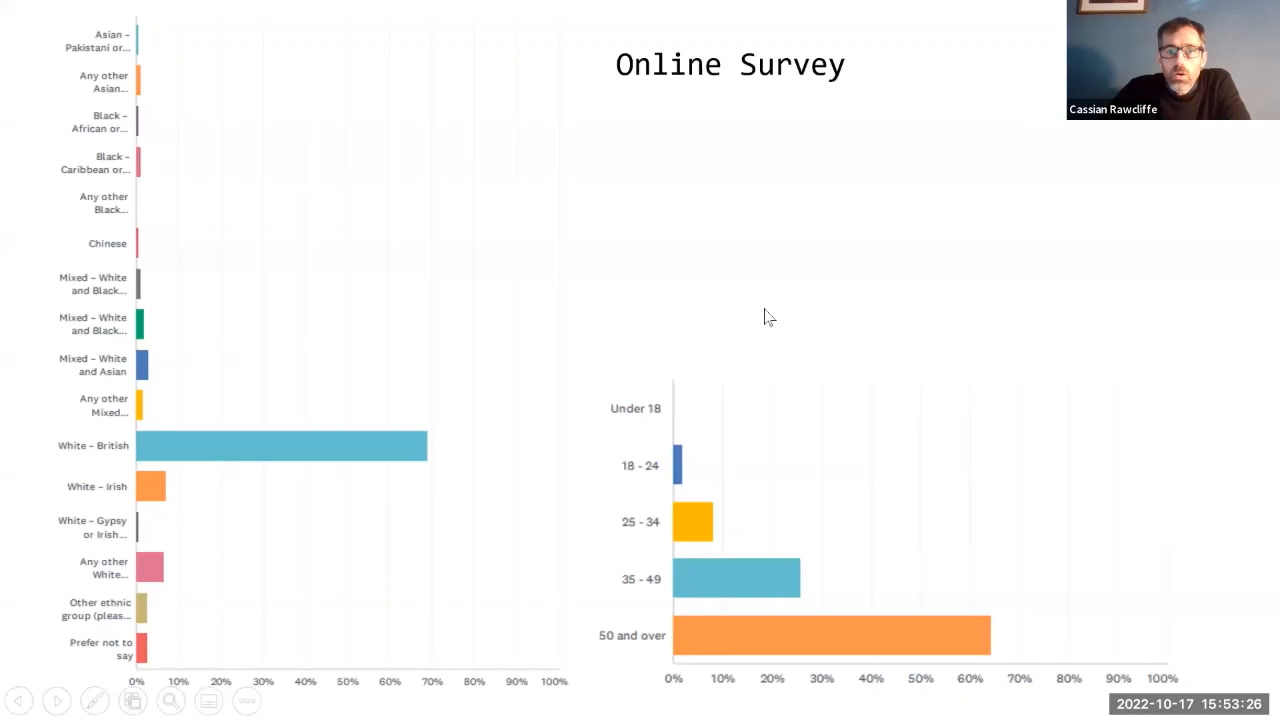 Online Survey
Cassian Rawcliffe
Asian –
Pakistani or...
Any other
Asian...
Black –
African or...
Black –
Caribbean or...
Any other
Black...
Chinese
Mixed – White
and Black...
Mixed – White
and Black...
Mixed – White
and Asian
Any other
Mixed...
White – British
White – Irish
White – Gypsy
or Irish...
Any other
White...
Other ethnic
group (pleas...
Prefer not to
say
0% 10% 20% 30% 40% 50% 60% 70% 80% 90% 100%
Under 18
18 - 24
25 - 34
35 - 49
50 and over
0% 10% 20% 30% 40% 50% 60% 70% 80% 90% 100%
2022-10-17 15:53:26